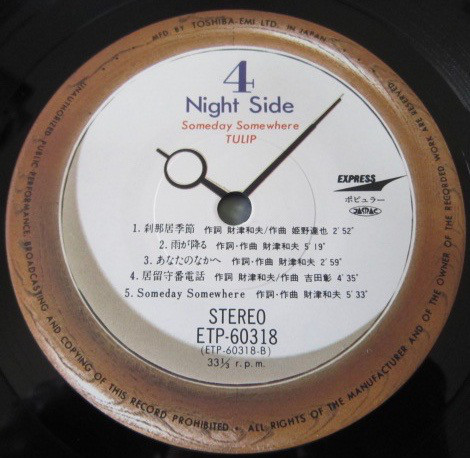 MFD. BY TOSHIBA-EMI LTD. IN JAPAN
4
Night Side
Someday Somewhere
TULIP
EXPRESS
ポピュラー
JASRAC
1. 刹那居季節 作詞 財津和夫/作曲 姫野達也 2′52″
2. 雨が降る 作詞・作曲 財津和夫 5′19″
3. あなたのなかへ 作詞・作曲 財津和夫 2′59″
4. 居留守番電話 作詞 財津和夫/作曲 吉田彰 4′35″
5. Someday Somewhere 作詞・作曲 財津和夫 5′33″
STEREO
ETP-60318
(ETP-60318-B)
33⅓ r.p.m.
UNAUTHORIZED PUBLIC PERFORMANCE, BROADCASTING AND COPYING OF THIS RECORD PROHIBITED • ALL RIGHTS OF THE MANUFACTURER AND OF THE OWNER OF THE RECORDED WORK ARE RESERVED